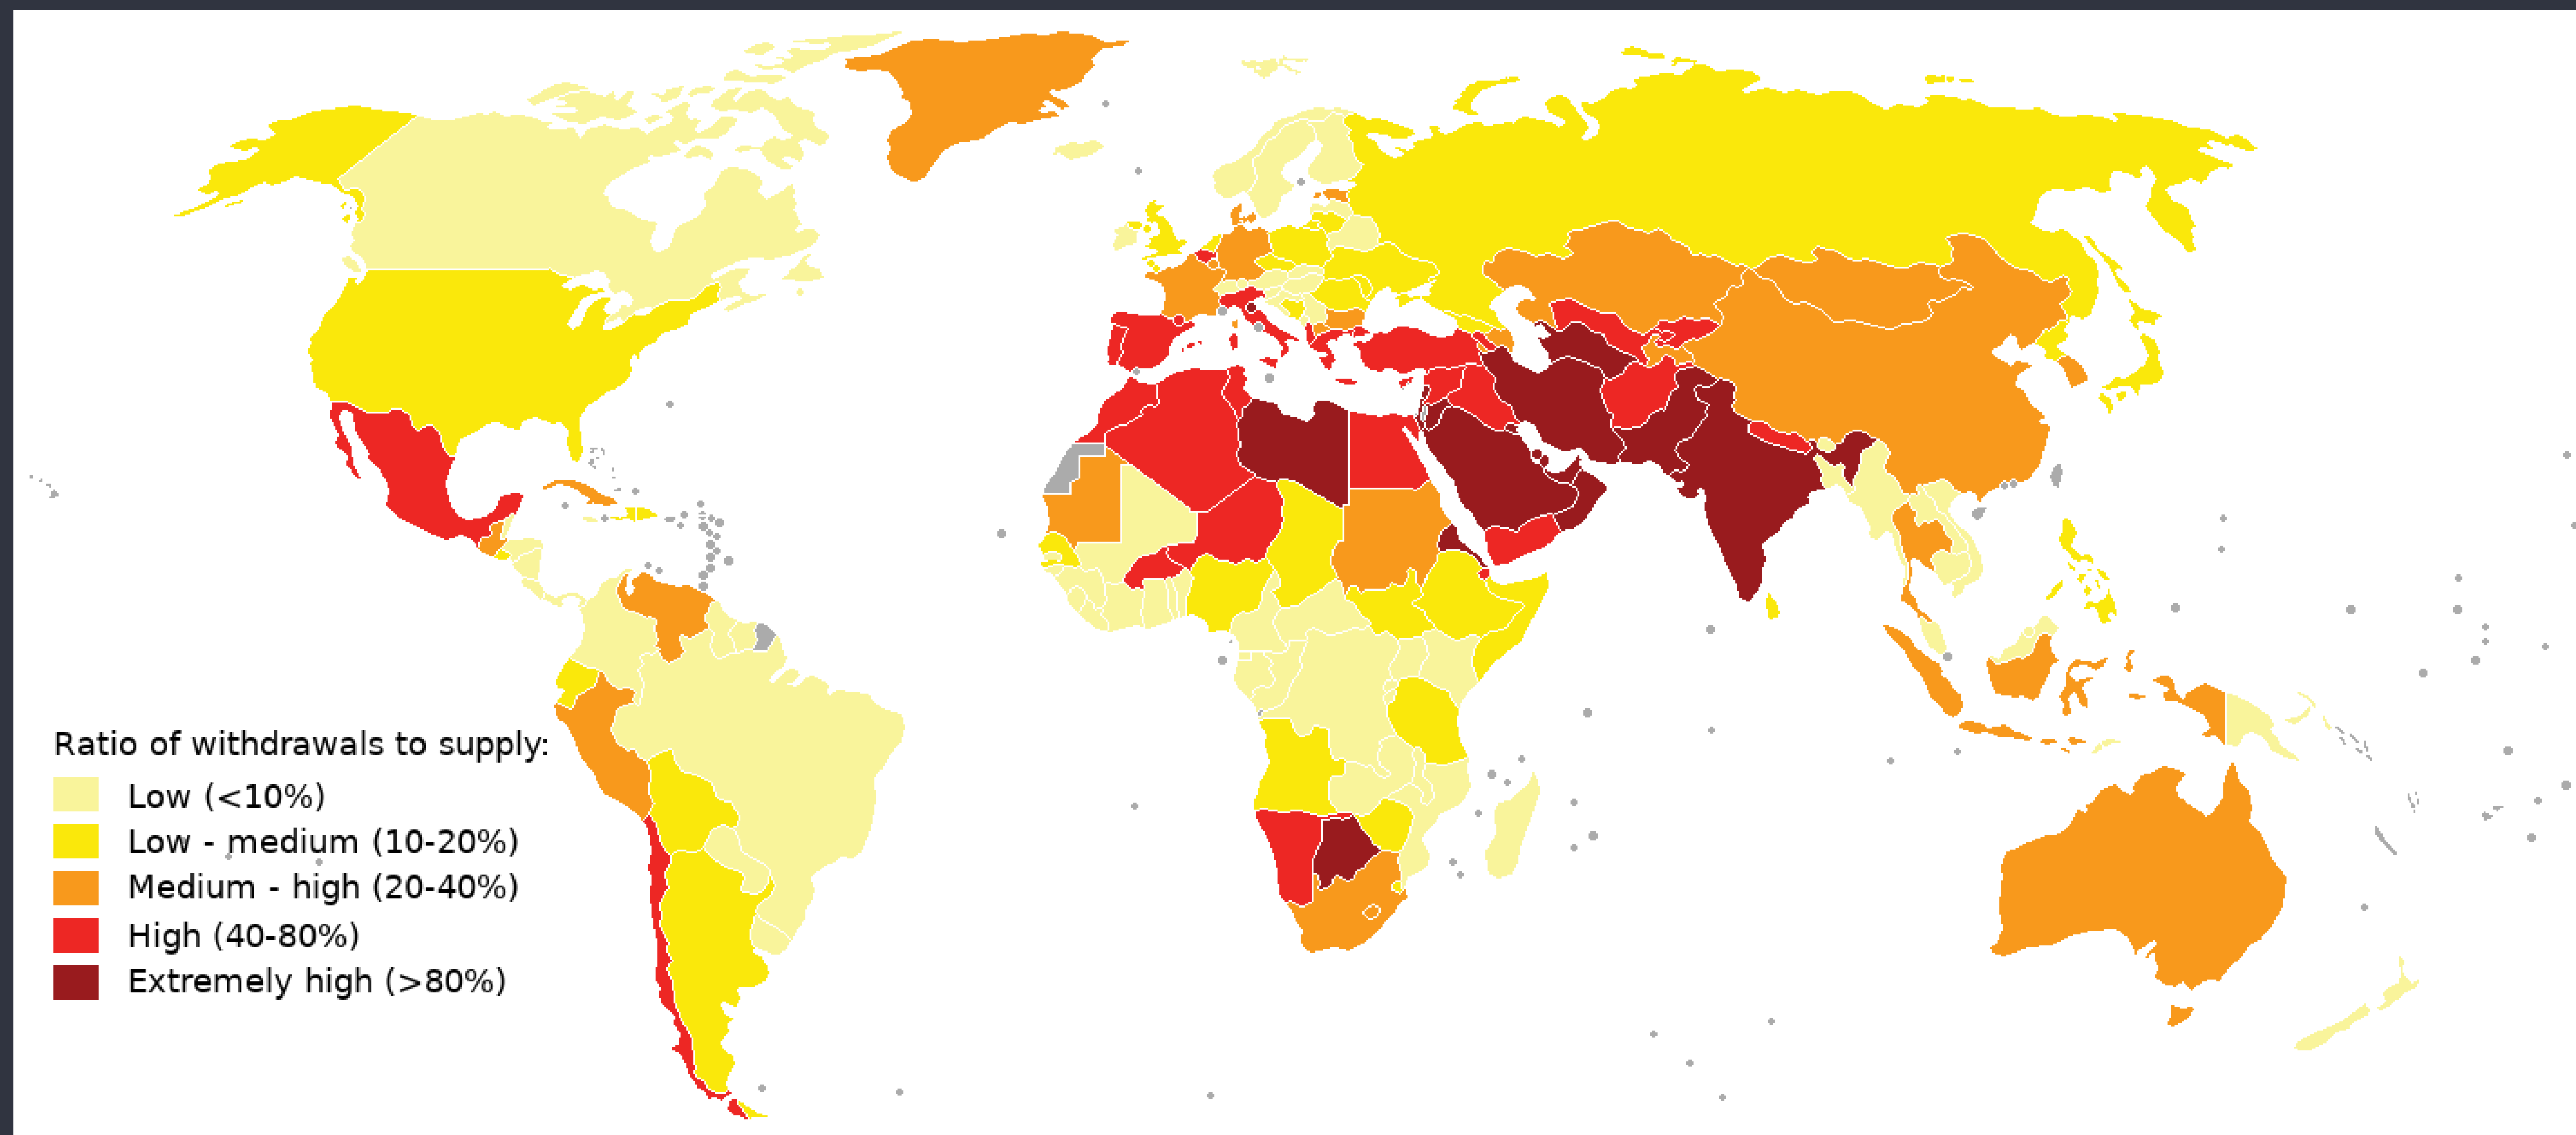 Ratio of withdrawals to supply:
Low (<10%)
Low - medium (10-20%)
Medium - high (20-40%)
High (40-80%)
Extremely high (>80%)